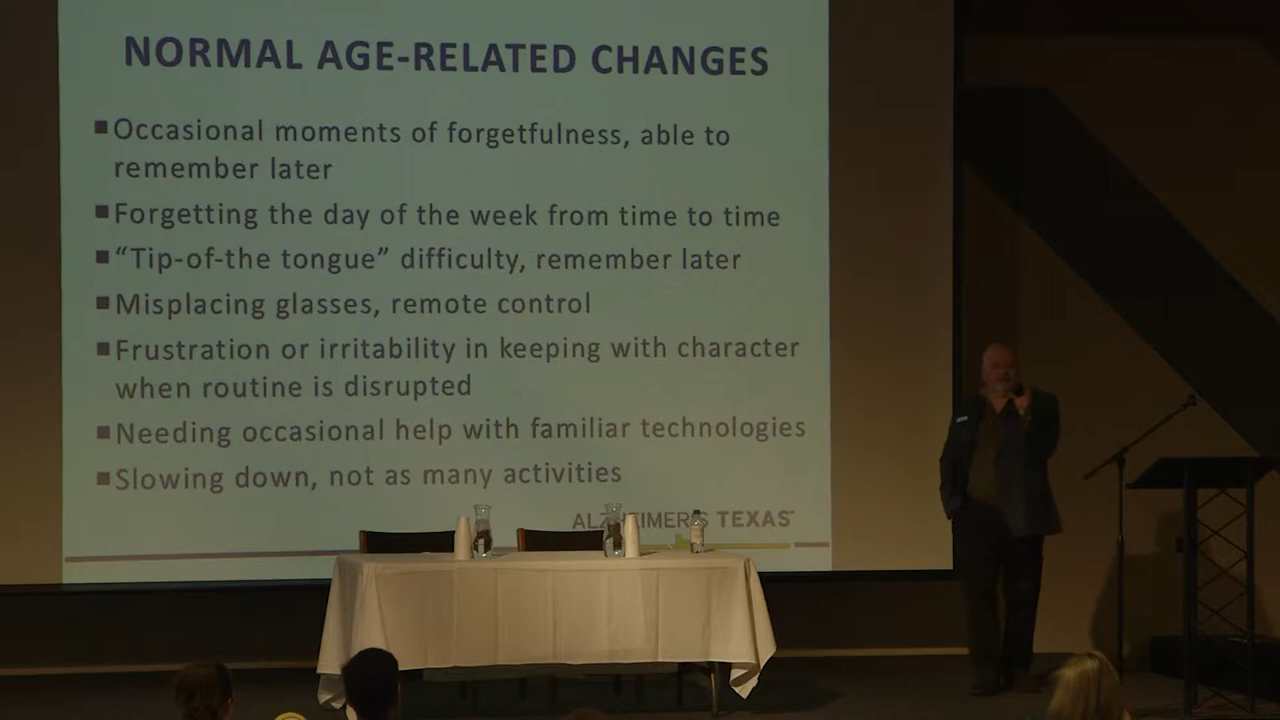 NORMAL AGE-RELATED CHANGES
■Occasional moments of forgetfulness, able to
remember later
■Forgetting the day of the week from time to time
■“Tip-of-the tongue” difficulty, remember later
■Misplacing glasses, remote control
■Frustration or irritability in keeping with character
when routine is disrupted
■Needing occasional help with familiar technologies
■Slowing down, not as many activities
ALZHEIMER'S TEXAS